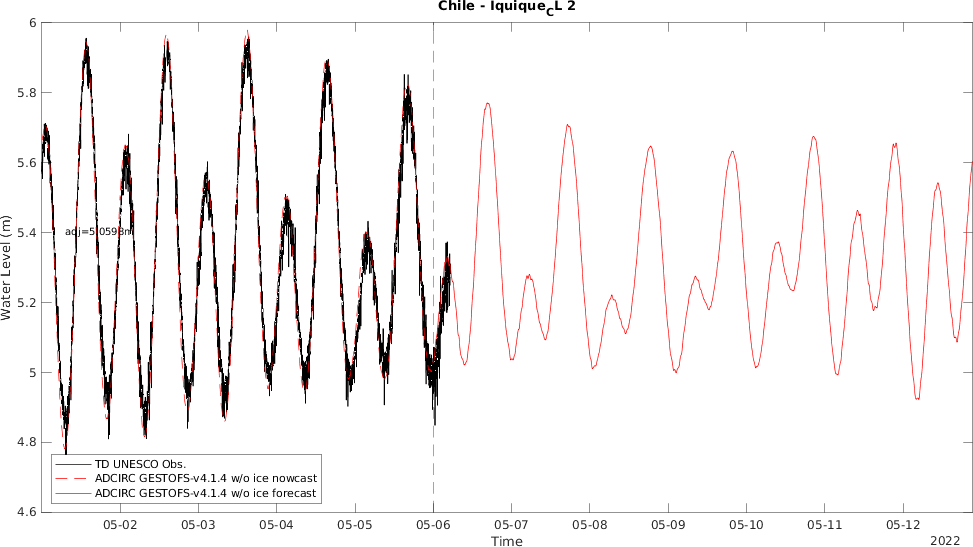 Chile - Iquique_CL 2
6
5.8
5.6
5.4
5.2
5
4.8
4.6
Water Level (m)
adj=5.0593m
TD UNESCO Obs.
ADCIRC GESTOFS-v4.1.4 w/o ice nowcast
ADCIRC GESTOFS-v4.1.4 w/o ice forecast
05-02 05-03 05-04 05-05 05-06 05-07 05-08 05-09 05-10 05-11 05-12
Time
2022